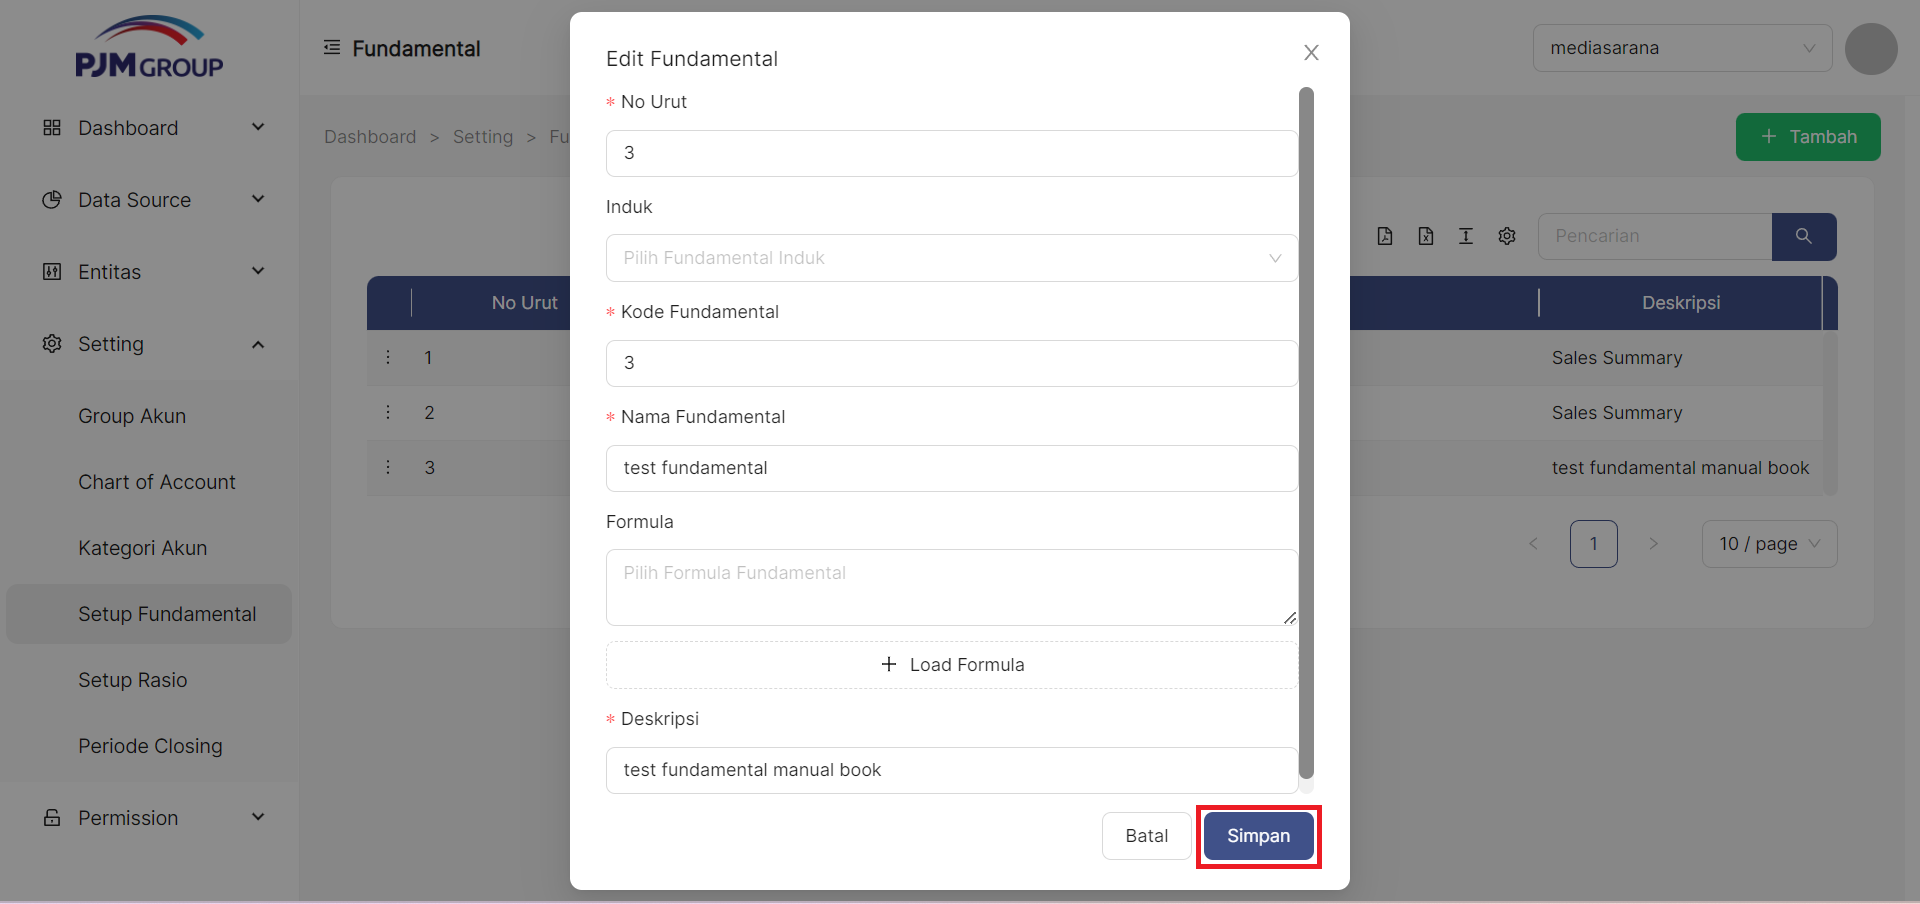 PJM GROUP
Dashboard
Data Source
Entitas
Setting
Group Akun
Chart of Account
Kategori Akun
Setup Fundamental
Setup Rasio
Periode Closing
Permission
Fundamental
mediasarana
Dashboard > Setting > Fu
+ Tambah
Pencarian
No Urut
Deskripsi
1
Sales Summary
2
Sales Summary
3
test fundamental manual book
< 1 >
10 / page
Edit Fundamental
* No Urut
3
Induk
Pilih Fundamental Induk
* Kode Fundamental
3
* Nama Fundamental
test fundamental
Formula
Pilih Formula Fundamental
+ Load Formula
* Deskripsi
test fundamental manual book
Batal
Simpan